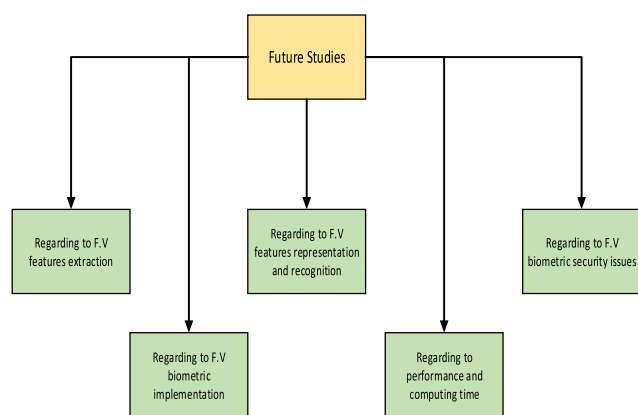 Future Studies
Regarding to F.V
features extraction
Regarding to F.V
features representation
and recognition
Regarding to F.V
biometric security issues
Regarding to F.V
biometric
implementation
Regarding to
performance and
computing time